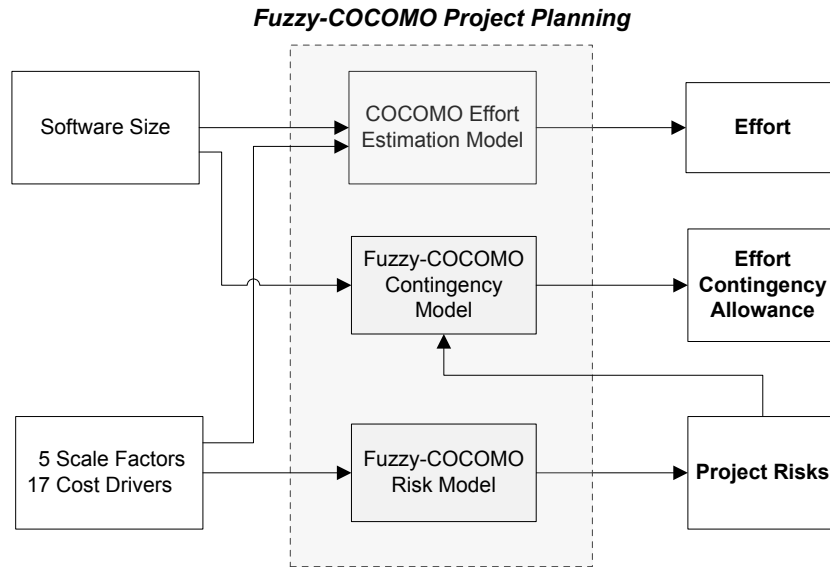 Fuzzy-COCOMO Project Planning
Software Size
COCOMO Effort
Estimation Model
Effort
Fuzzy-COCOMO
Contingency
Model
Effort
Contingency
Allowance
5 Scale Factors
17 Cost Drivers
Fuzzy-COCOMO
Risk Model
Project Risks